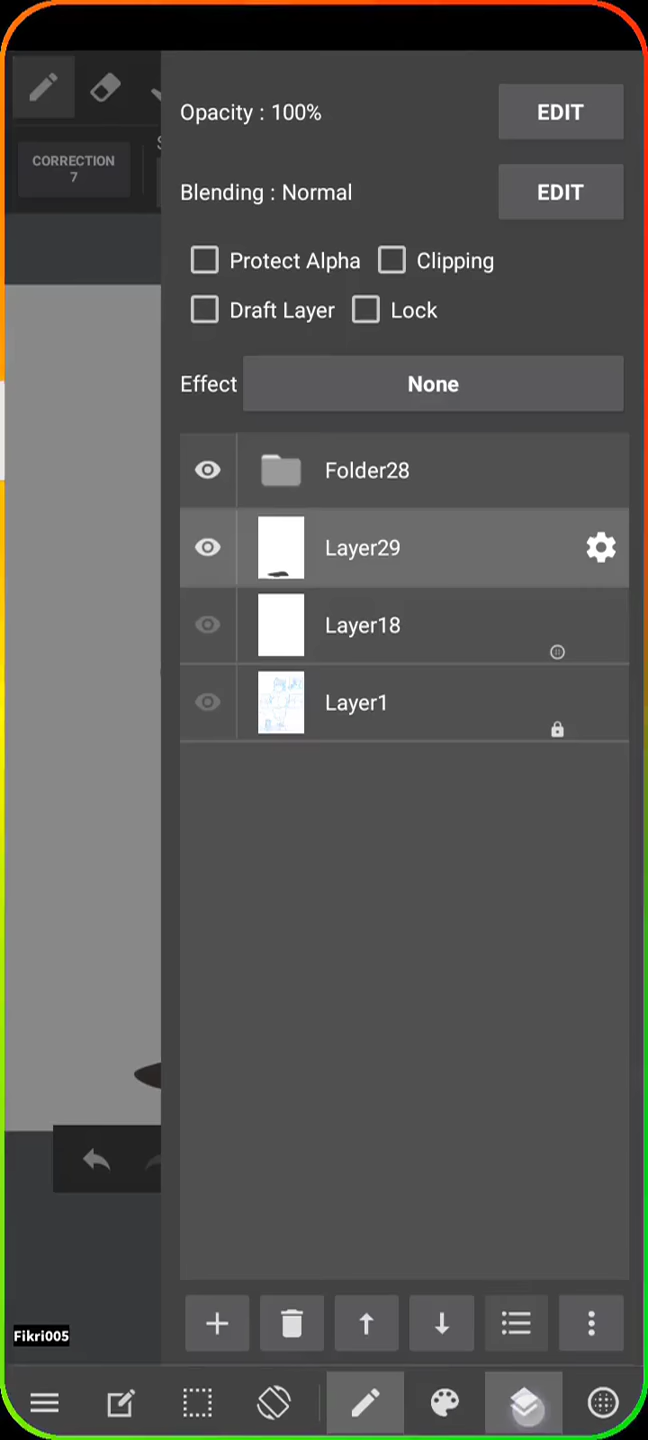 Opacity : 100%
EDIT
CORRECTION
7
Blending : Normal
EDIT
Protect Alpha
Clipping
Draft Layer
Lock
Effect
None
Folder28
Layer29
Layer18
Layer1
Fikri005